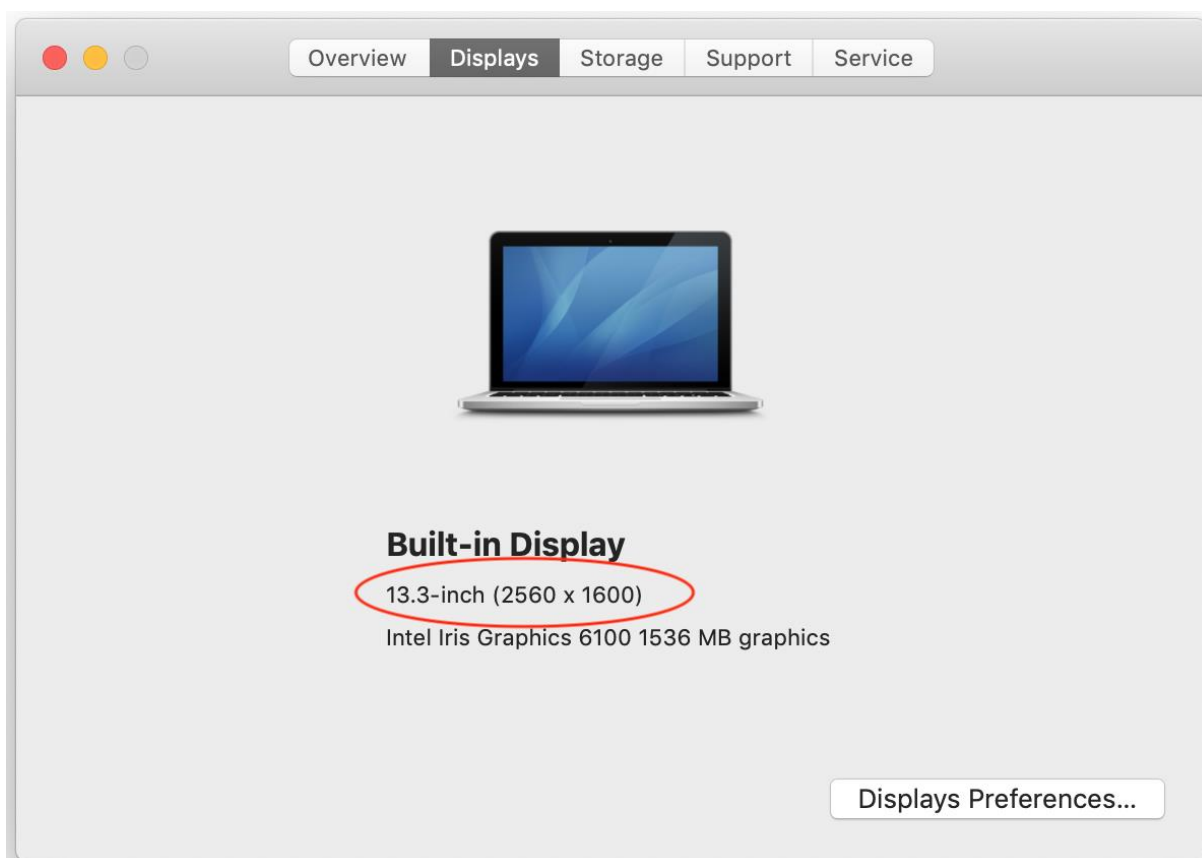 Overview Displays Storage Support Service
Built-in Display
13.3-inch (2560 x 1600)
Intel Iris Graphics 6100 1536 MB graphics
Displays Preferences...